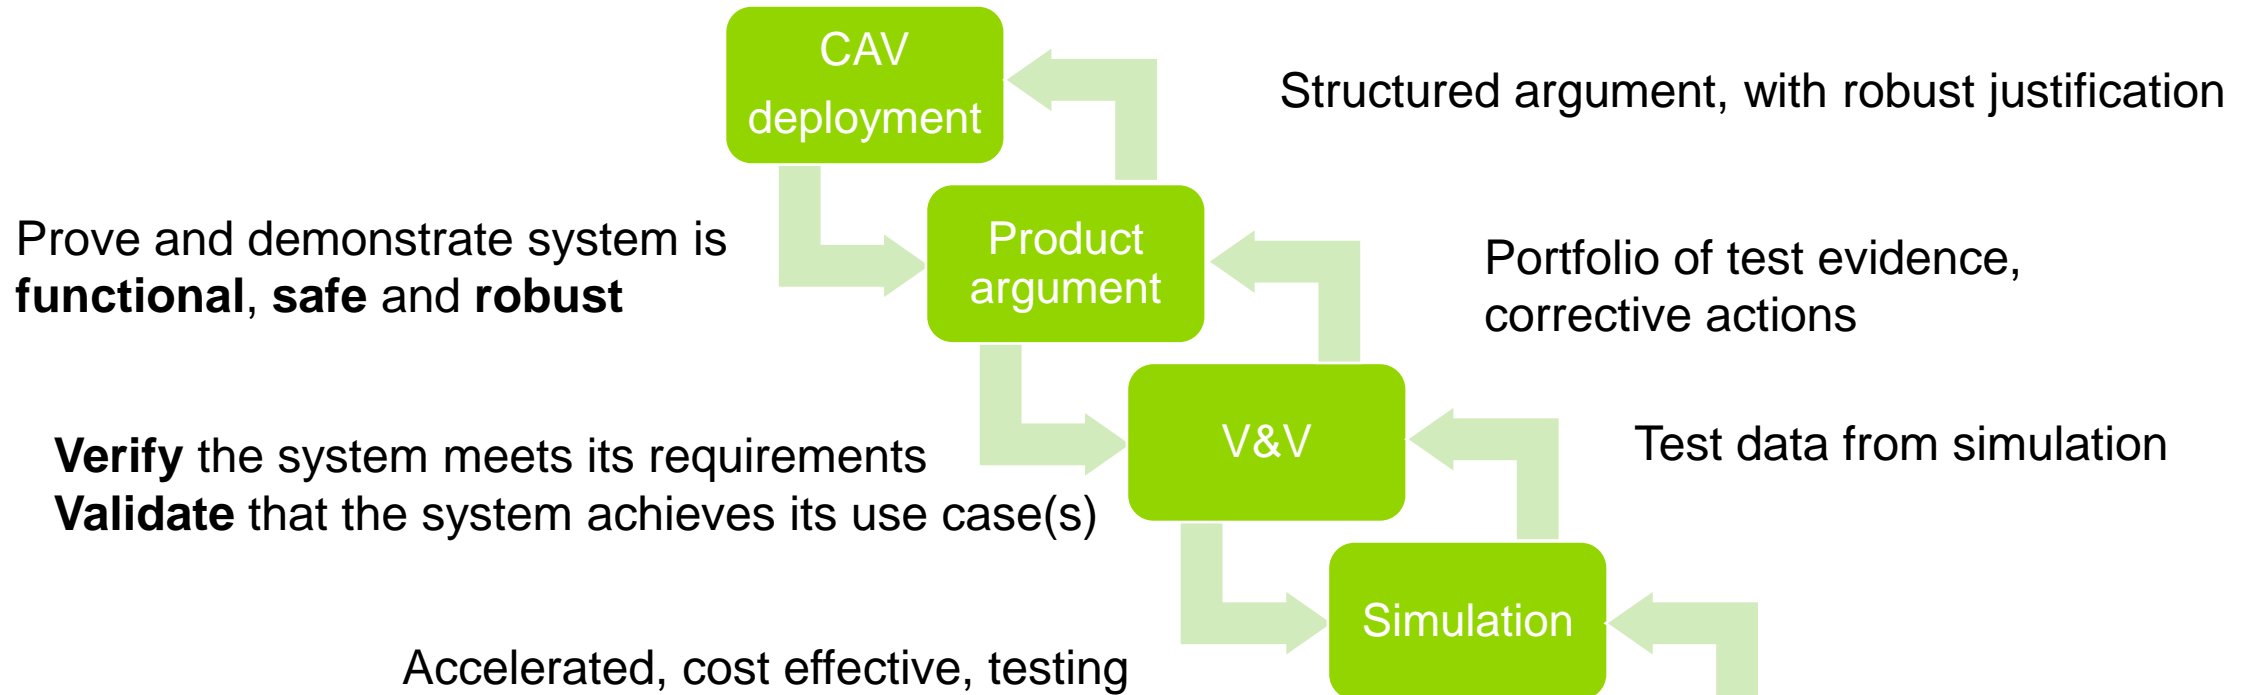 CAV
deployment
Structured argument, with robust justification
Prove and demonstrate system is
functional, safe and robust
Product
argument
Portfolio of test evidence,
corrective actions
Verify the system meets its requirements
Validate that the system achieves its use case(s)
V&V
Test data from simulation
Simulation
Accelerated, cost effective, testing